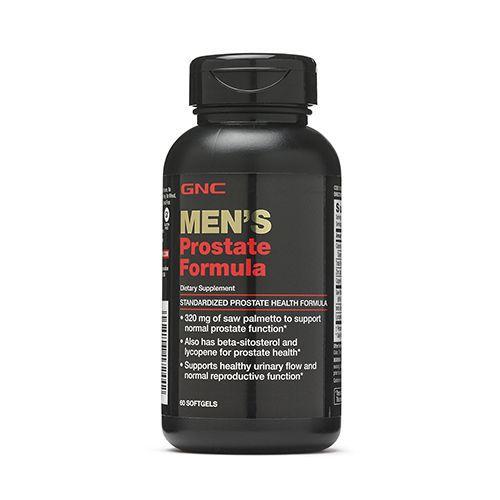 GNC
MEN'S
Prostate
Formula
Dietary Supplement
STANDARDIZED PROSTATE HEALTH FORMULA
• 320 mg of saw palmetto to support
normal prostate function*
• Also has beta-sitosterol and
lycopene for prostate health*
• Supports healthy urinary flow and
normal reproductive function*
60 SOFTGELS